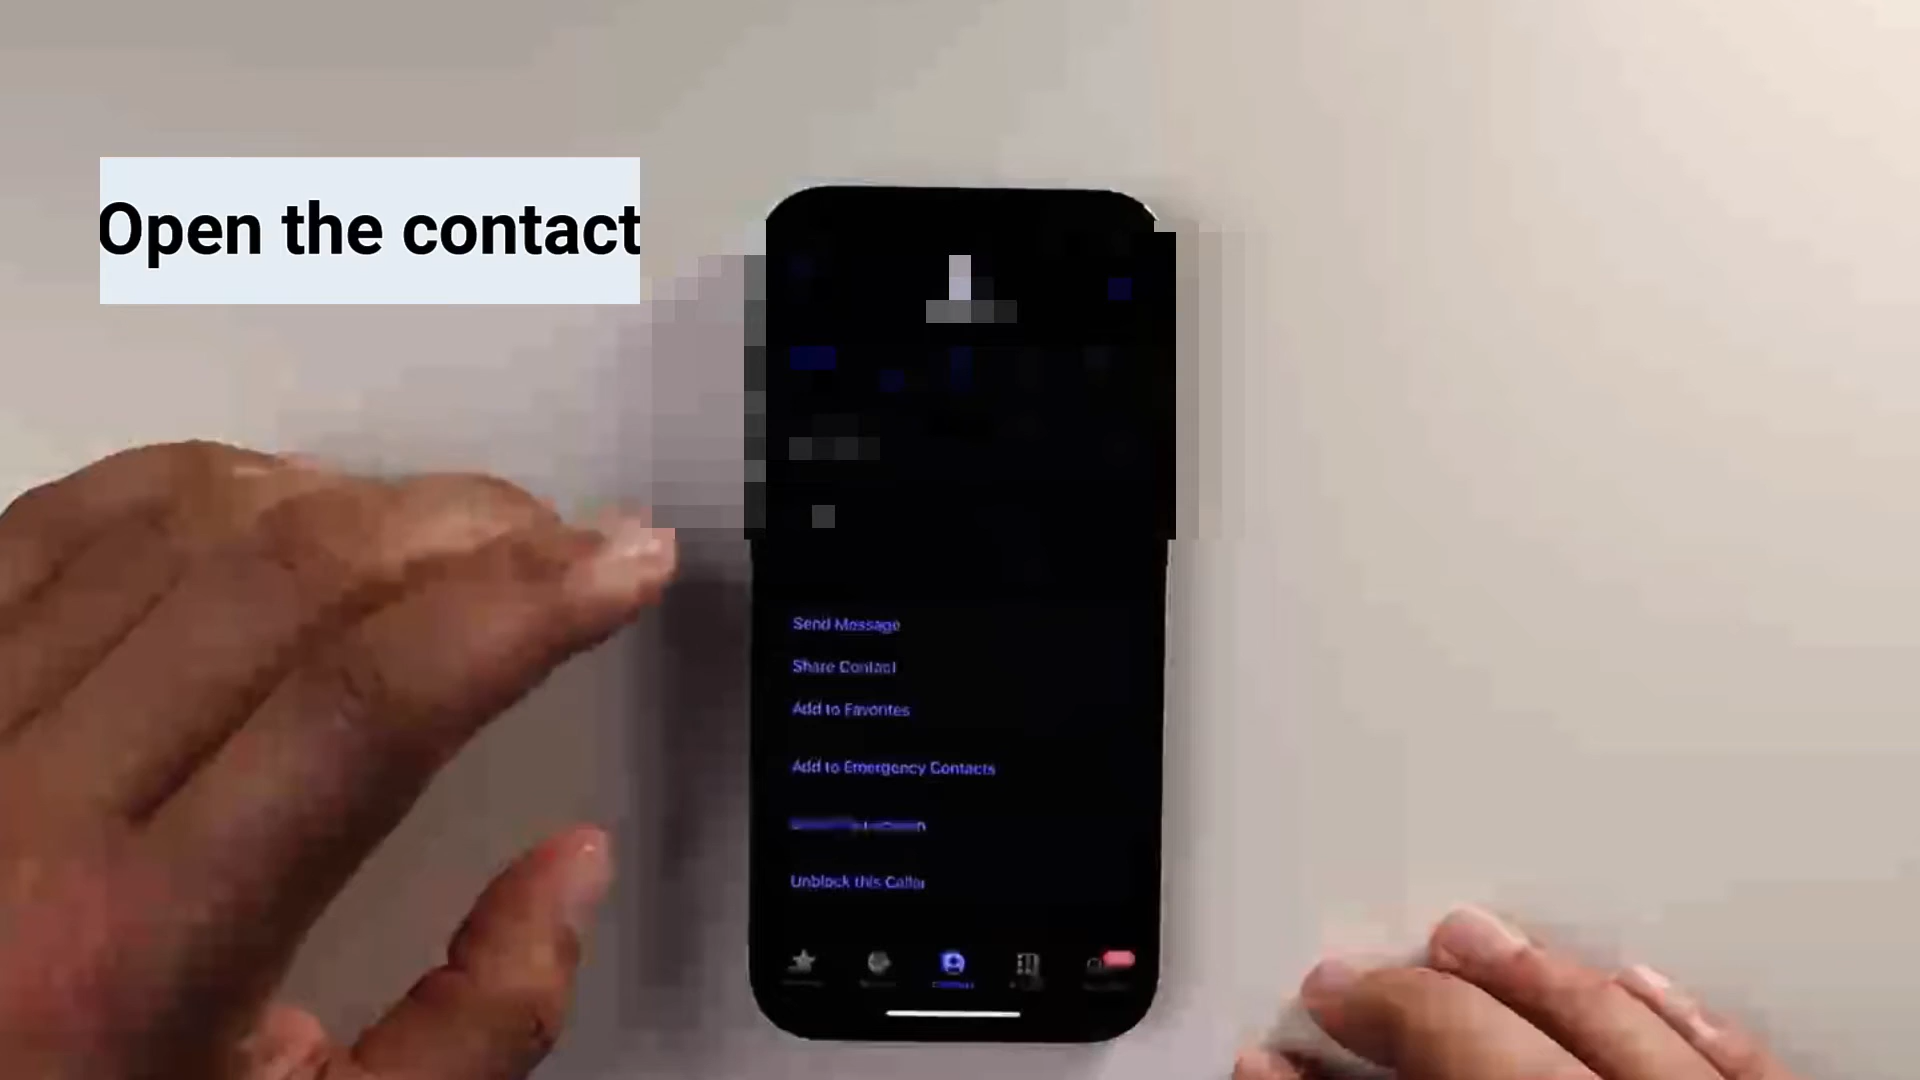 Open the contact
Send Message
Share Contact
Add to Favorites
Add to Emergency Contacts
Unblock this Caller